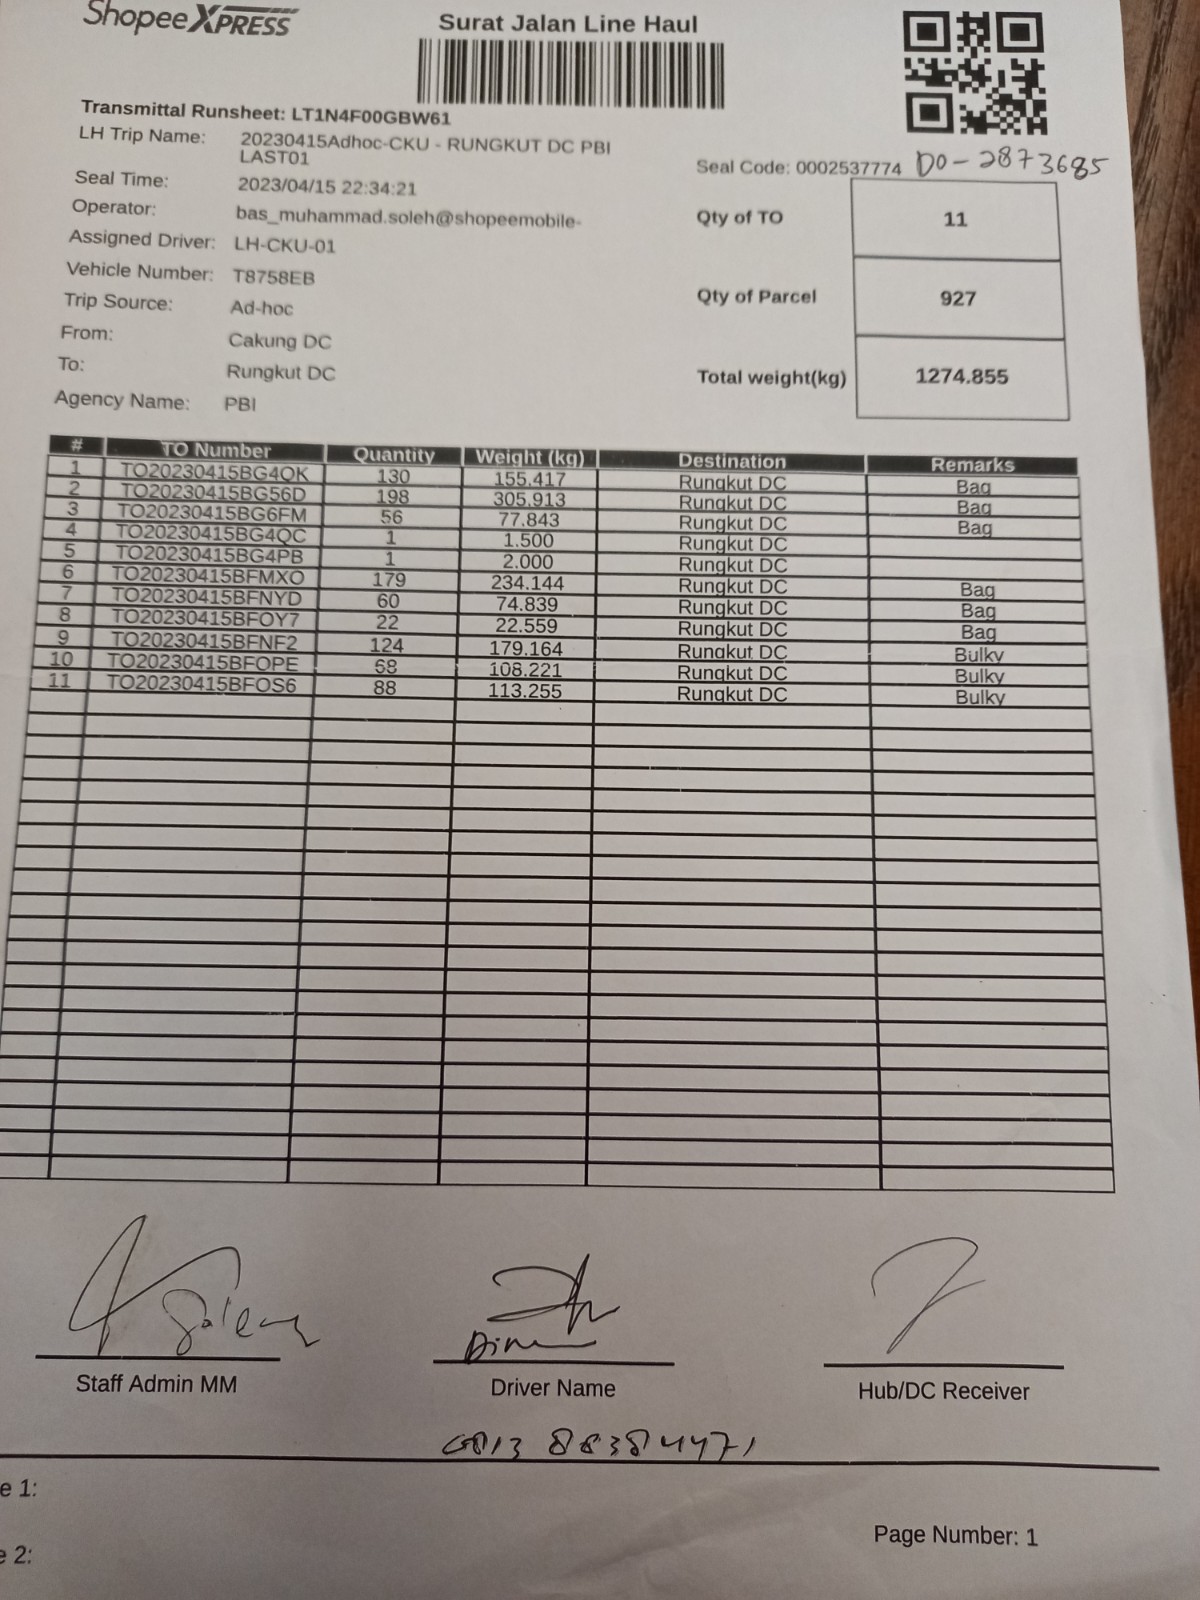 Shopee XPRESS
Surat Jalan Line Haul
Transmittal Runsheet: LT1N4F00GBW61
LH Trip Name: 20230415Adhoc-CKU - RUNGKUT DC PBI
LAST01
Seal Time: 2023/04/15 22:34:21
Operator: bas_muhammad.soleh@shopeemobile-
Assigned Driver: LH-CKU-01
Vehicle Number: T8758EB
Trip Source: Ad-hoc
From: Cakung DC
To: Rungkut DC
Agency Name: PBI
Seal Code: 0002537774 DO-2873685
Qty of TO 11
Qty of Parcel 927
Total weight(kg) 1274.855
# TO Number Quantity Weight (kg) Destination Remarks
1 TO20230415BG4QK 130 155.417 Rungkut DC Bag
2 TO20230415BG56D 198 305.913 Rungkut DC Bag
3 TO20230415BG6FM 56 77.843 Rungkut DC Bag
4 TO20230415BG4QC 1 1.500 Rungkut DC
5 TO20230415BG4PB 1 2.000 Rungkut DC
6 TO20230415BFMXO 179 234.144 Rungkut DC Bag
7 TO20230415BFNYD 60 74.839 Rungkut DC Bag
8 TO20230415BFOY7 22 22.559 Rungkut DC Bag
9 TO20230415BFNF2 124 179.164 Rungkut DC Bulky
10 TO20230415BFOPE 68 108.221 Rungkut DC Bulky
11 TO20230415BFOS6 88 113.255 Rungkut DC Bulky
Soleh
Staff Admin MM
Driver Name
Hub/DC Receiver
0813 88384471
e 1:
e 2:
Page Number: 1